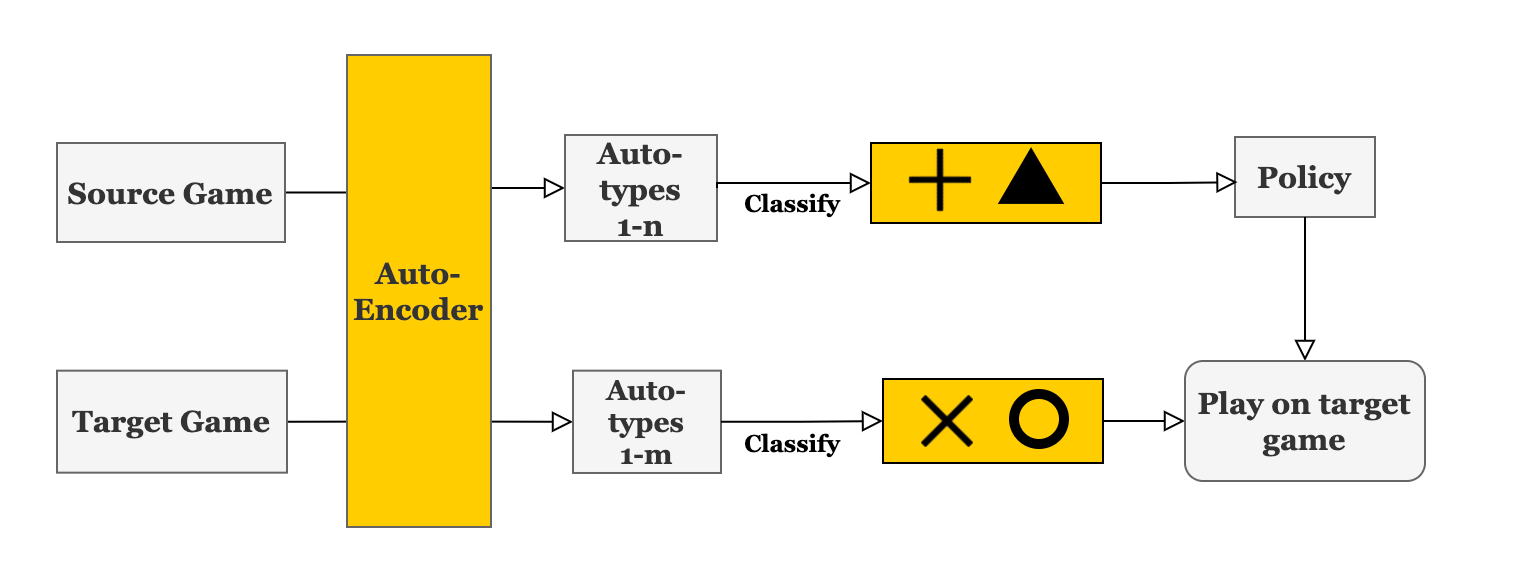 Source Game
Auto-
types
1-n
Classify
Policy
Auto-
Encoder
Target Game
Auto-
types
1-m
Classify
Play on target
game